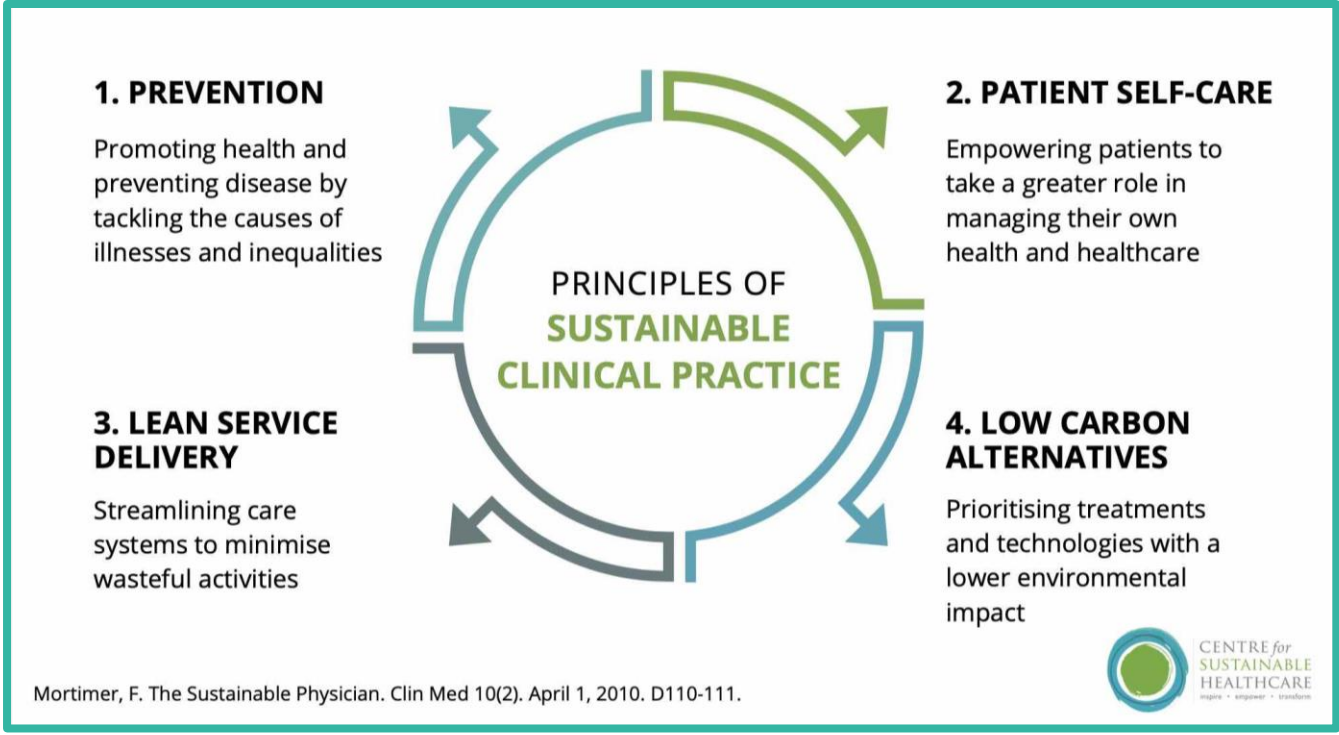 1. PREVENTION
Promoting health and
preventing disease by
tackling the causes of
illnesses and inequalities
2. PATIENT SELF-CARE
Empowering patients to
take a greater role in
managing their own
health and healthcare
PRINCIPLES OF
SUSTAINABLE
CLINICAL PRACTICE
3. LEAN SERVICE
DELIVERY
Streamlining care
systems to minimise
wasteful activities
4. LOW CARBON
ALTERNATIVES
Prioritising treatments
and technologies with a
lower environmental
impact
CENTRE for
SUSTAINABLE
HEALTHCARE
inspire • empower • transform
Mortimer, F. The Sustainable Physician. Clin Med 10(2). April 1, 2010. D110-111.